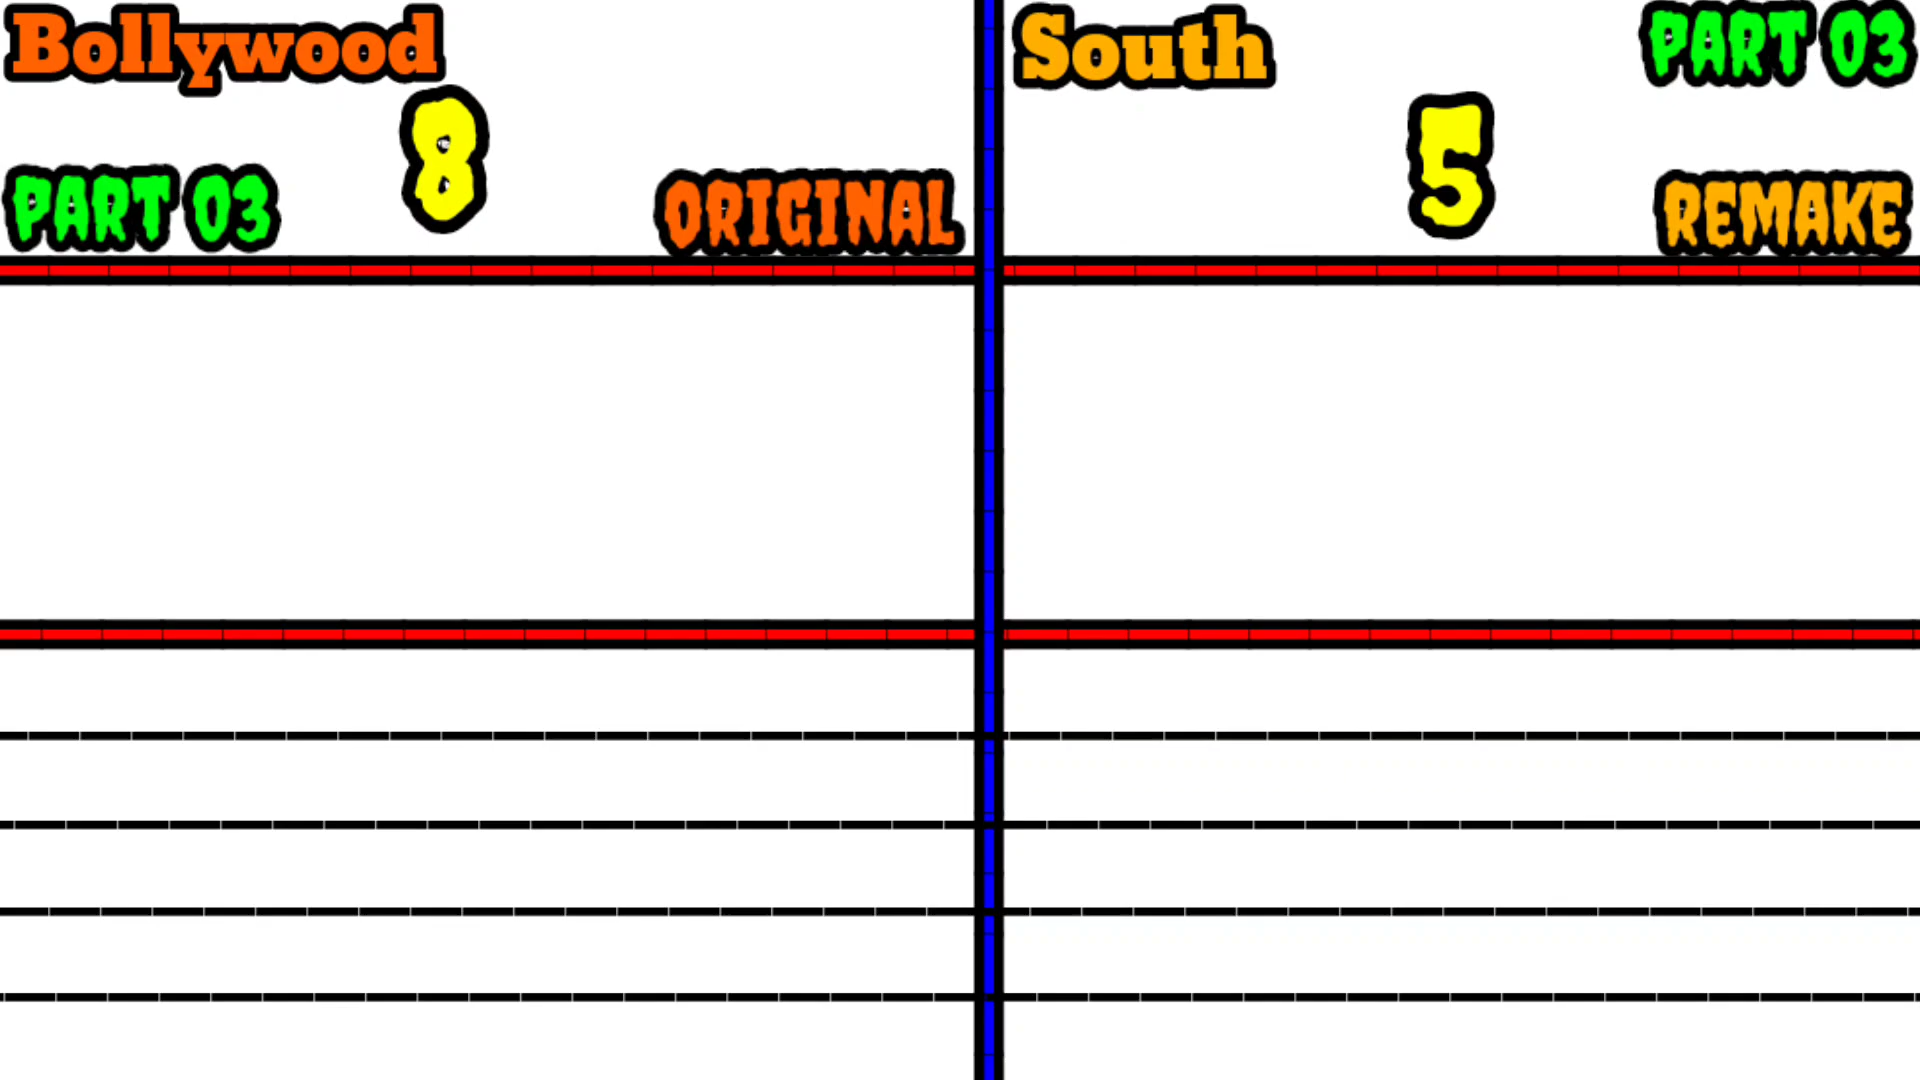 Bollywood
8
PART 03
ORIGINAL
South
PART 03
5
REMAKE